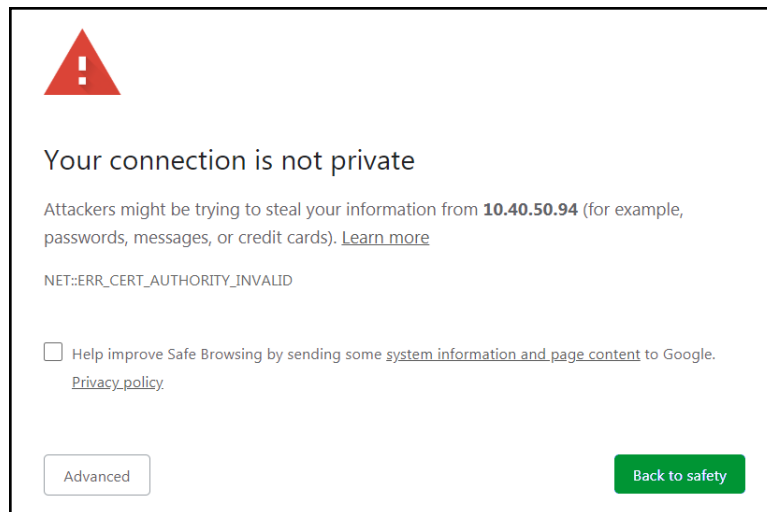 Your connection is not private
Attackers might be trying to steal your information from 10.40.50.94 (for example,
passwords, messages, or credit cards). Learn more
NET::ERR_CERT_AUTHORITY_INVALID
Help improve Safe Browsing by sending some system information and page content to Google.
Privacy policy
Advanced
Back to safety